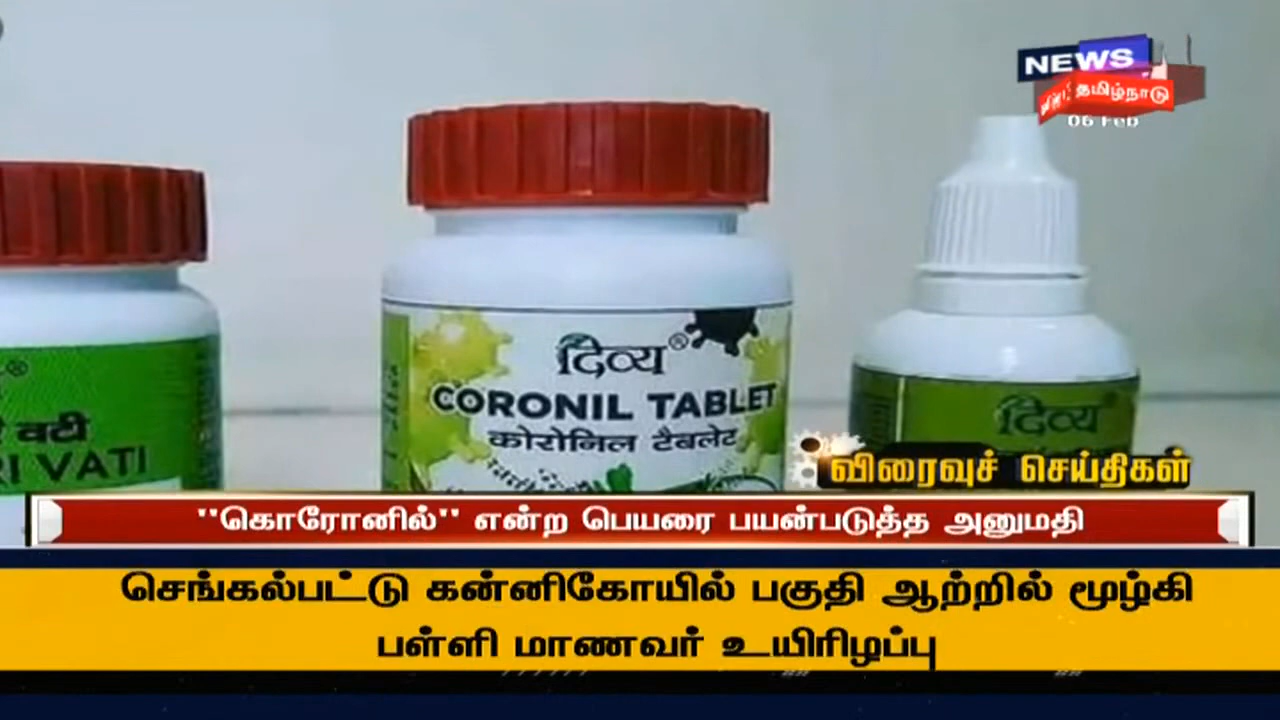 NEWS
தமிழ்நாடு
06 Feb
दिव्य®
CORONIL TABLET
कोरोनिल टैबलेट
वटी
RI VATI
दिव्य
விரைவுச் செய்திகள்
"கொரோனில்" என்ற பெயரை பயன்படுத்த அனுமதி
செங்கல்பட்டு கன்னிகோயில் பகுதி ஆற்றில் மூழ்கி
பள்ளி மாணவர் உயிரிழப்பு